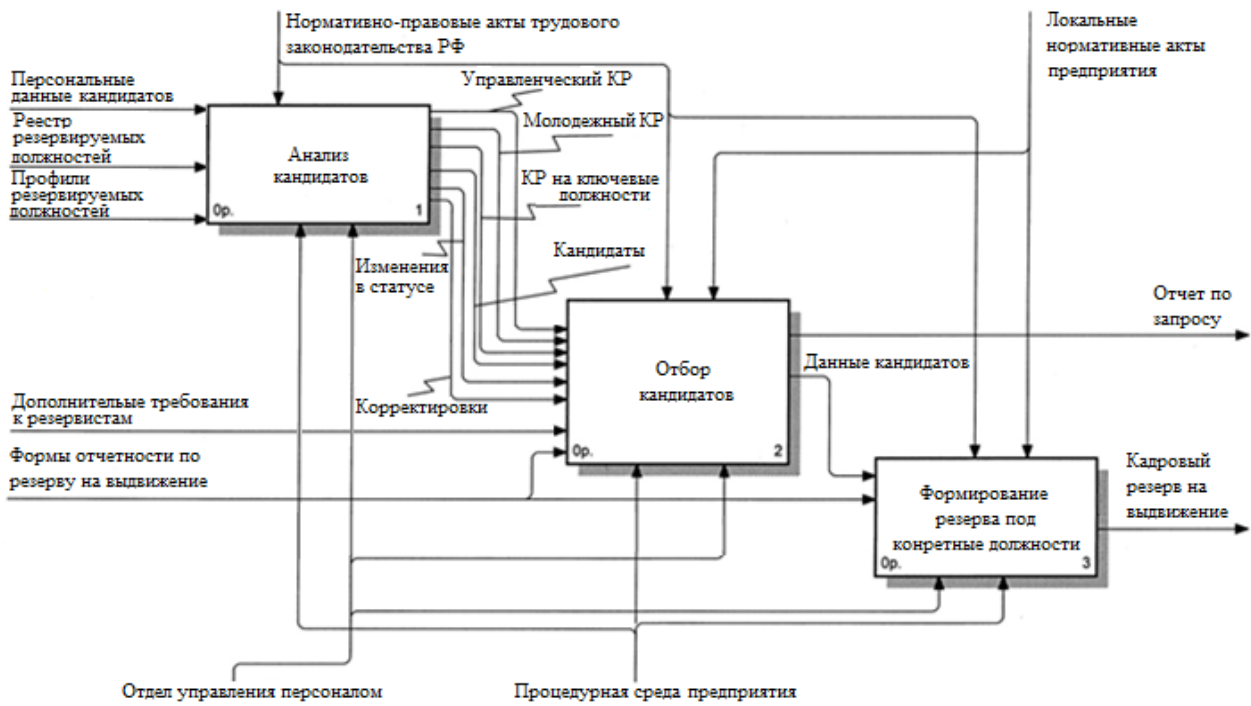 Нормативно-правовые акты трудового
законодательства РФ
Локальные
нормативные акты
предприятия
Персональные
данные кандидатов
Реестр
резервируемых
должностей
Профили
резервируемых
должностей
Анализ
кандидатов
0р.
1
Управленческий КР
Молодежный КР
КР на ключевые
должности
Кандидаты
Изменения
в статусе
Корректировки
Отбор
кандидатов
0р.
2
Отчет по
запросу
Данные кандидатов
Дополнительые требования
к резервистам
Формы отчетности по
резерву на выдвижение
Формирование
резерва под
конретные должности
0р.
3
Кадровый
резерв на
выдвижение
Отдел управления персоналом
Процедурная среда предприятия